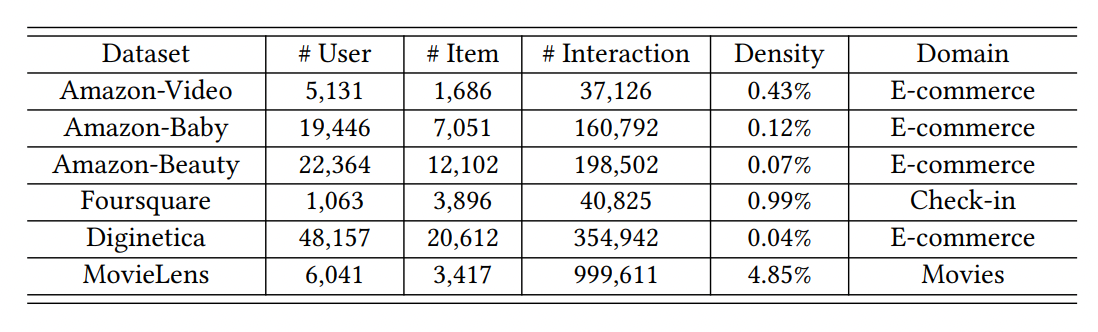 Dataset # User # Item # Interaction Density Domain
Amazon-Video 5,131 1,686 37,126 0.43% E-commerce
Amazon-Baby 19,446 7,051 160,792 0.12% E-commerce
Amazon-Beauty 22,364 12,102 198,502 0.07% E-commerce
Foursquare 1,063 3,896 40,825 0.99% Check-in
Diginetica 48,157 20,612 354,942 0.04% E-commerce
MovieLens 6,041 3,417 999,611 4.85% Movies